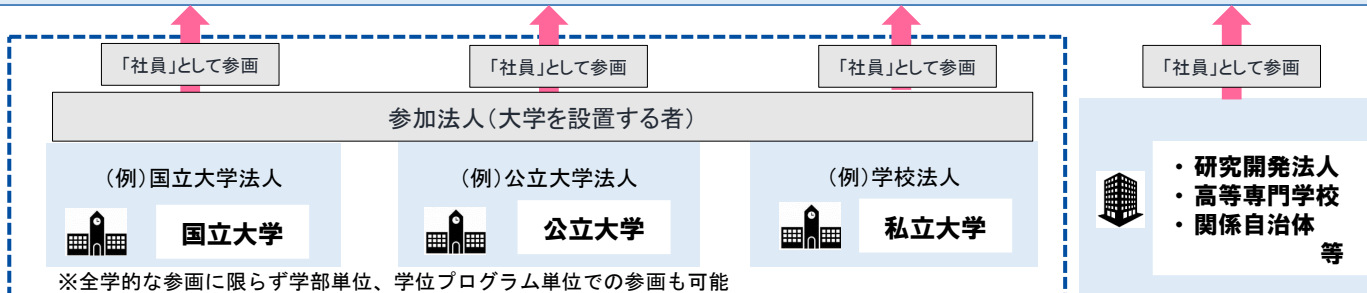 「社員」として参画
「社員」として参画
「社員」として参画
「社員」として参画
参加法人(大学を設置する者)
(例)国立大学法人
国立大学
(例)公立大学法人
公立大学
(例)学校法人
私立大学
・研究開発法人
・高等専門学校
・関係自治体
等
※全学的な参画に限らず学部単位、学位プログラム単位での参画も可能